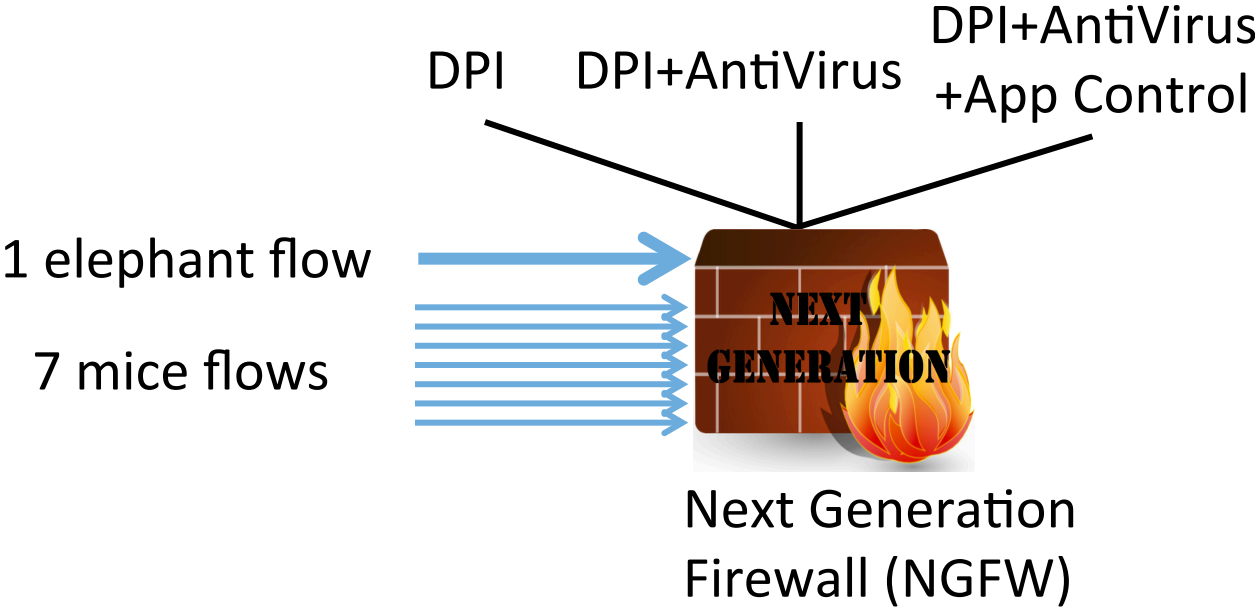 DPI
DPI+AntiVirus
DPI+AntiVirus
+App Control
1 elephant flow
7 mice flows
NEXT
GENERATION
Next Generation
Firewall (NGFW)